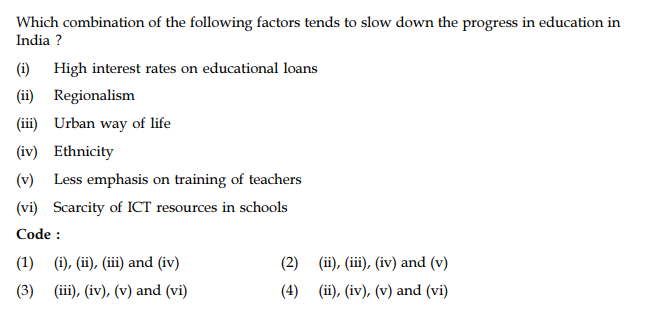 Which combination of the following factors tends to slow down the progress in education in
India ?
(i) High interest rates on educational loans
(ii) Regionalism
(iii) Urban way of life
(iv) Ethnicity
(v) Less emphasis on training of teachers
(vi) Scarcity of ICT resources in schools
Code :
(1) (i), (ii), (iii) and (iv) (2) (ii), (iii), (iv) and (v)
(3) (iii), (iv), (v) and (vi) (4) (ii), (iv), (v) and (vi)